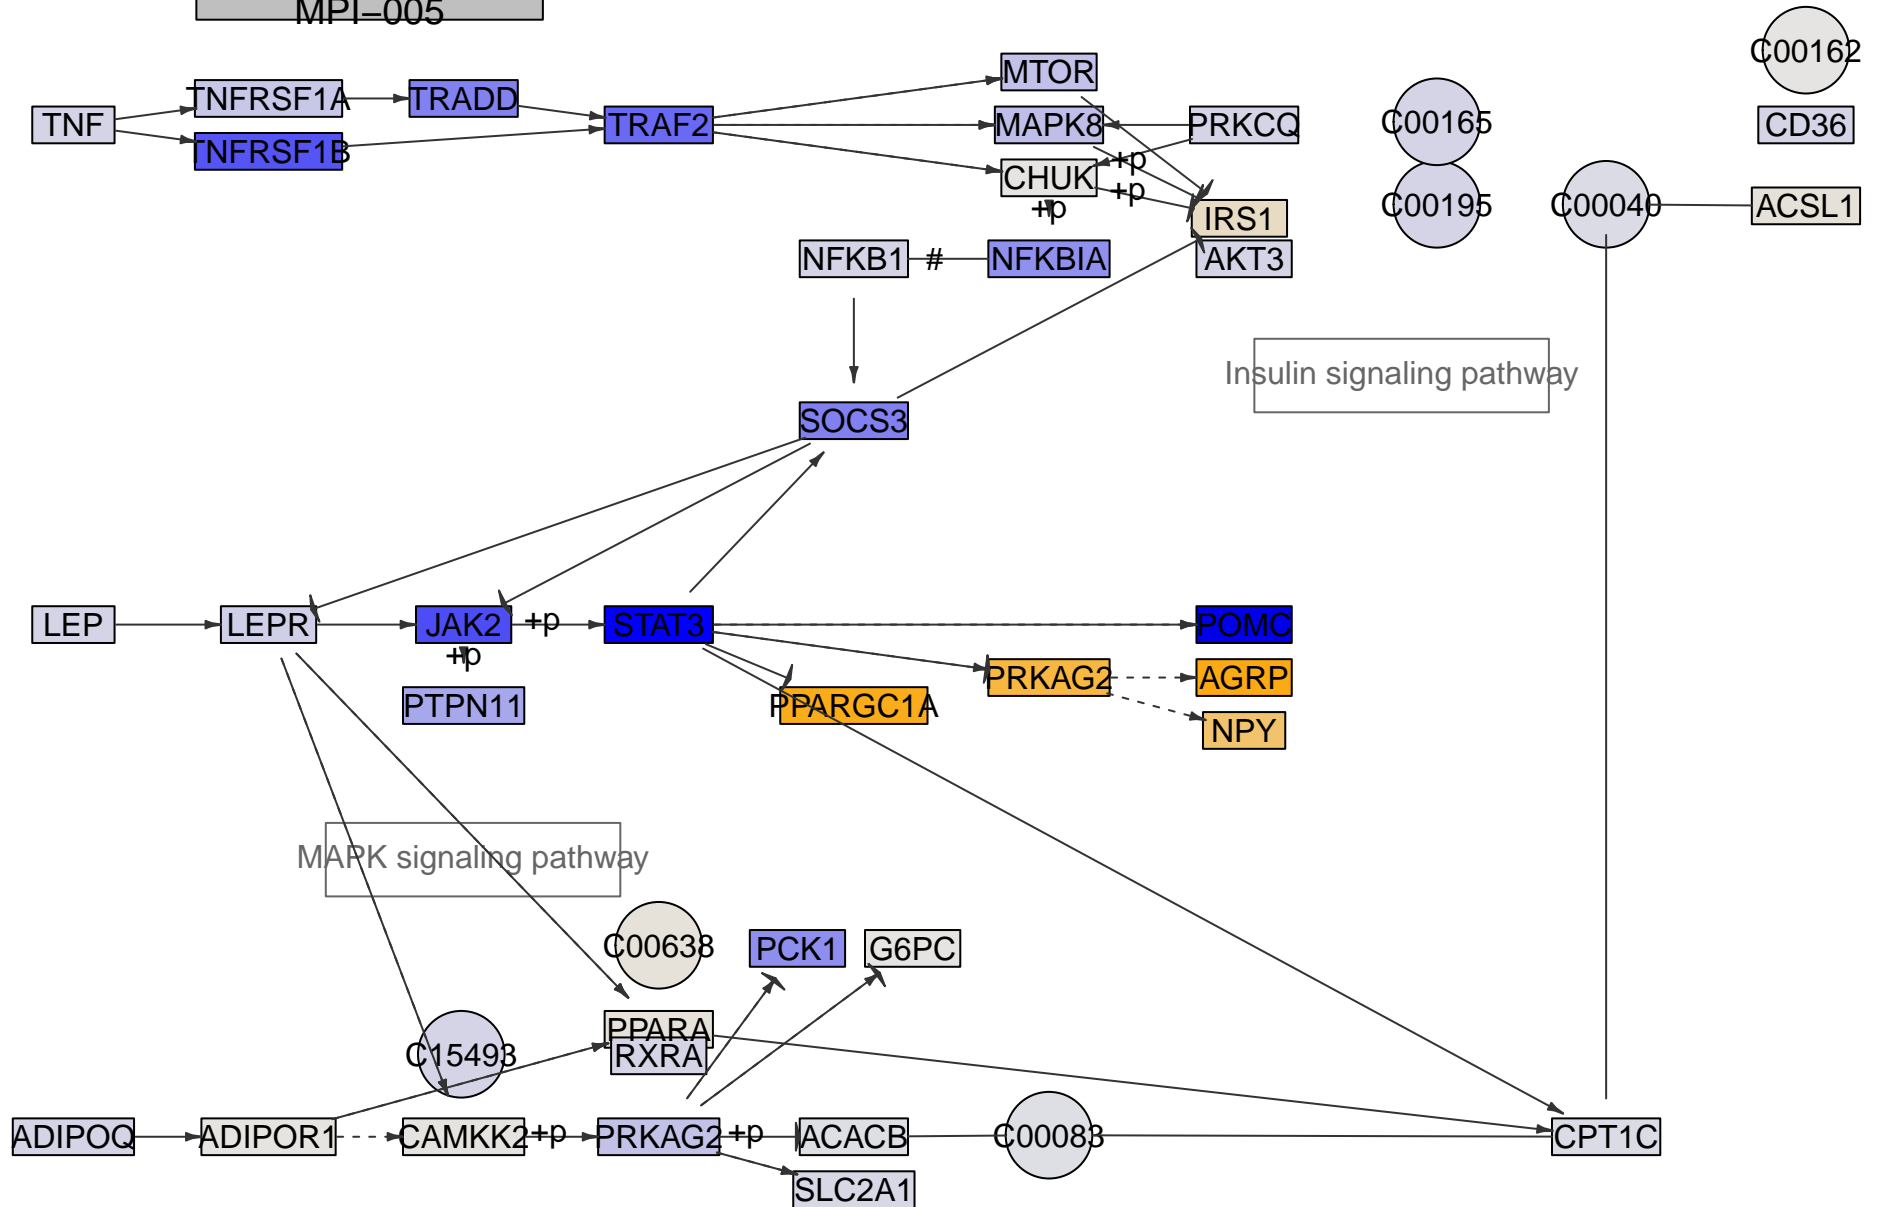 MPI–005
C00162
TNF
TNFRSF1A
TRADD
TNFRSF1B
TRAF2
MTOR
MAPK8
PRKCQ
CHUK
+p
+p
+p
IRS1
AKT3
C00165
C00195
C00040
CD36
ACSL1
NFKB1
#
NFKBIA
Insulin signaling pathway
SOCS3
LEP
LEPR
JAK2
+p
STAT3
POMC
+p
PTPN11
PPARGC1A
PRKAG2
AGRP
NPY
MAPK signaling pathway
C00638
PCK1
G6PC
C15493
PPARA
RXRA
ADIPOQ
ADIPOR1
CAMKK2
+p
PRKAG2
+p
ACACB
C00083
CPT1C
SLC2A1